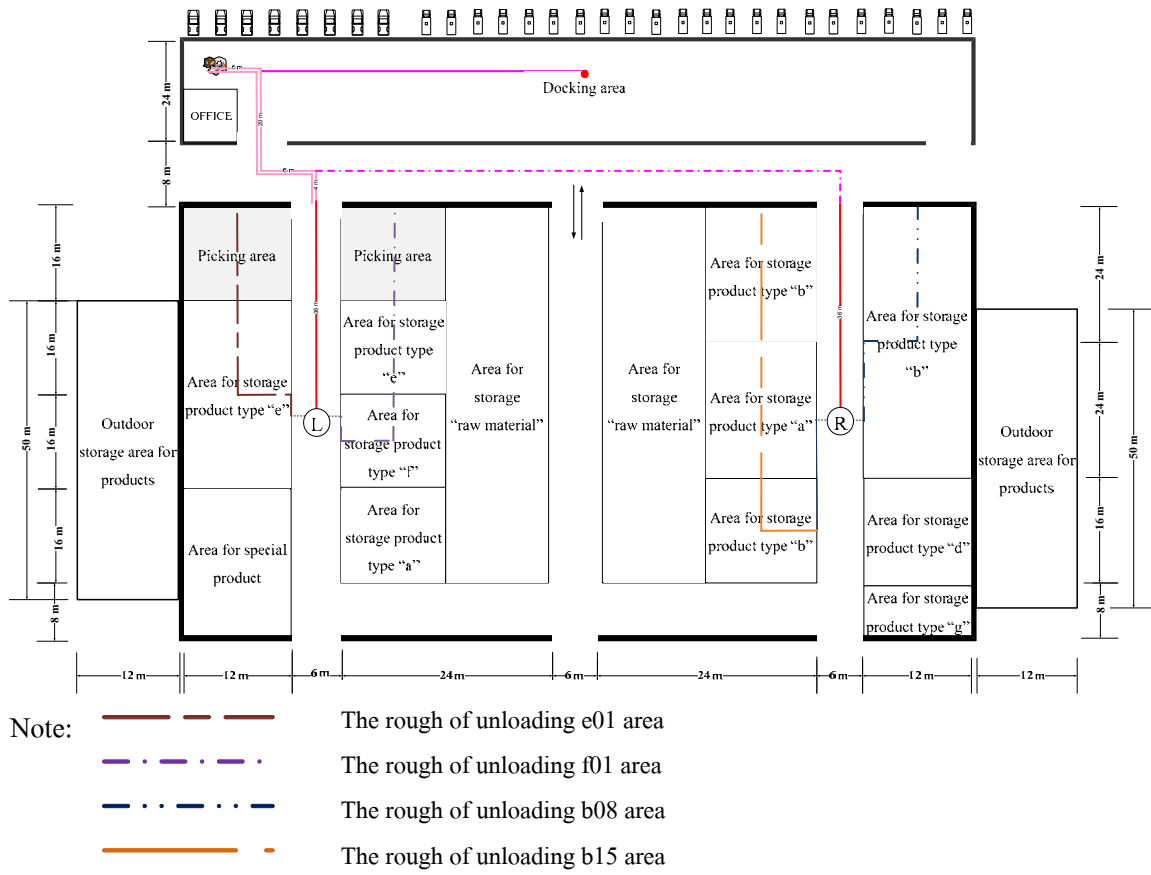 24 m
6 m
Docking area
OFFICE
20 m
8 m
6 m
4 m
Picking area
Picking area
16 m
16 m
16 m
16 m
8 m
50 m
24 m
24 m
16 m
8 m
50 m
36 m
36 m
Area for storage
product type “b”
Area for storage
product type
“e”
Area for storage
product type
“b”
Area for storage
product type “e”
Area for
storage
“raw material”
Area for
storage
“raw material”
Area for storage
product type “a”
Area for
storage product
type “f”
L
R
Outdoor
storage area for
products
Outdoor
storage area for
products
Area for
storage product
type “a”
Area for special
product
Area for storage
product type “b”
Area for storage
product type “d”
Area for storage
product type “g”
12 m
12 m
6 m
24 m
6 m
24 m
6 m
12 m
12 m
Note:
The rough of unloading e01 area
The rough of unloading f01 area
The rough of unloading b08 area
The rough of unloading b15 area